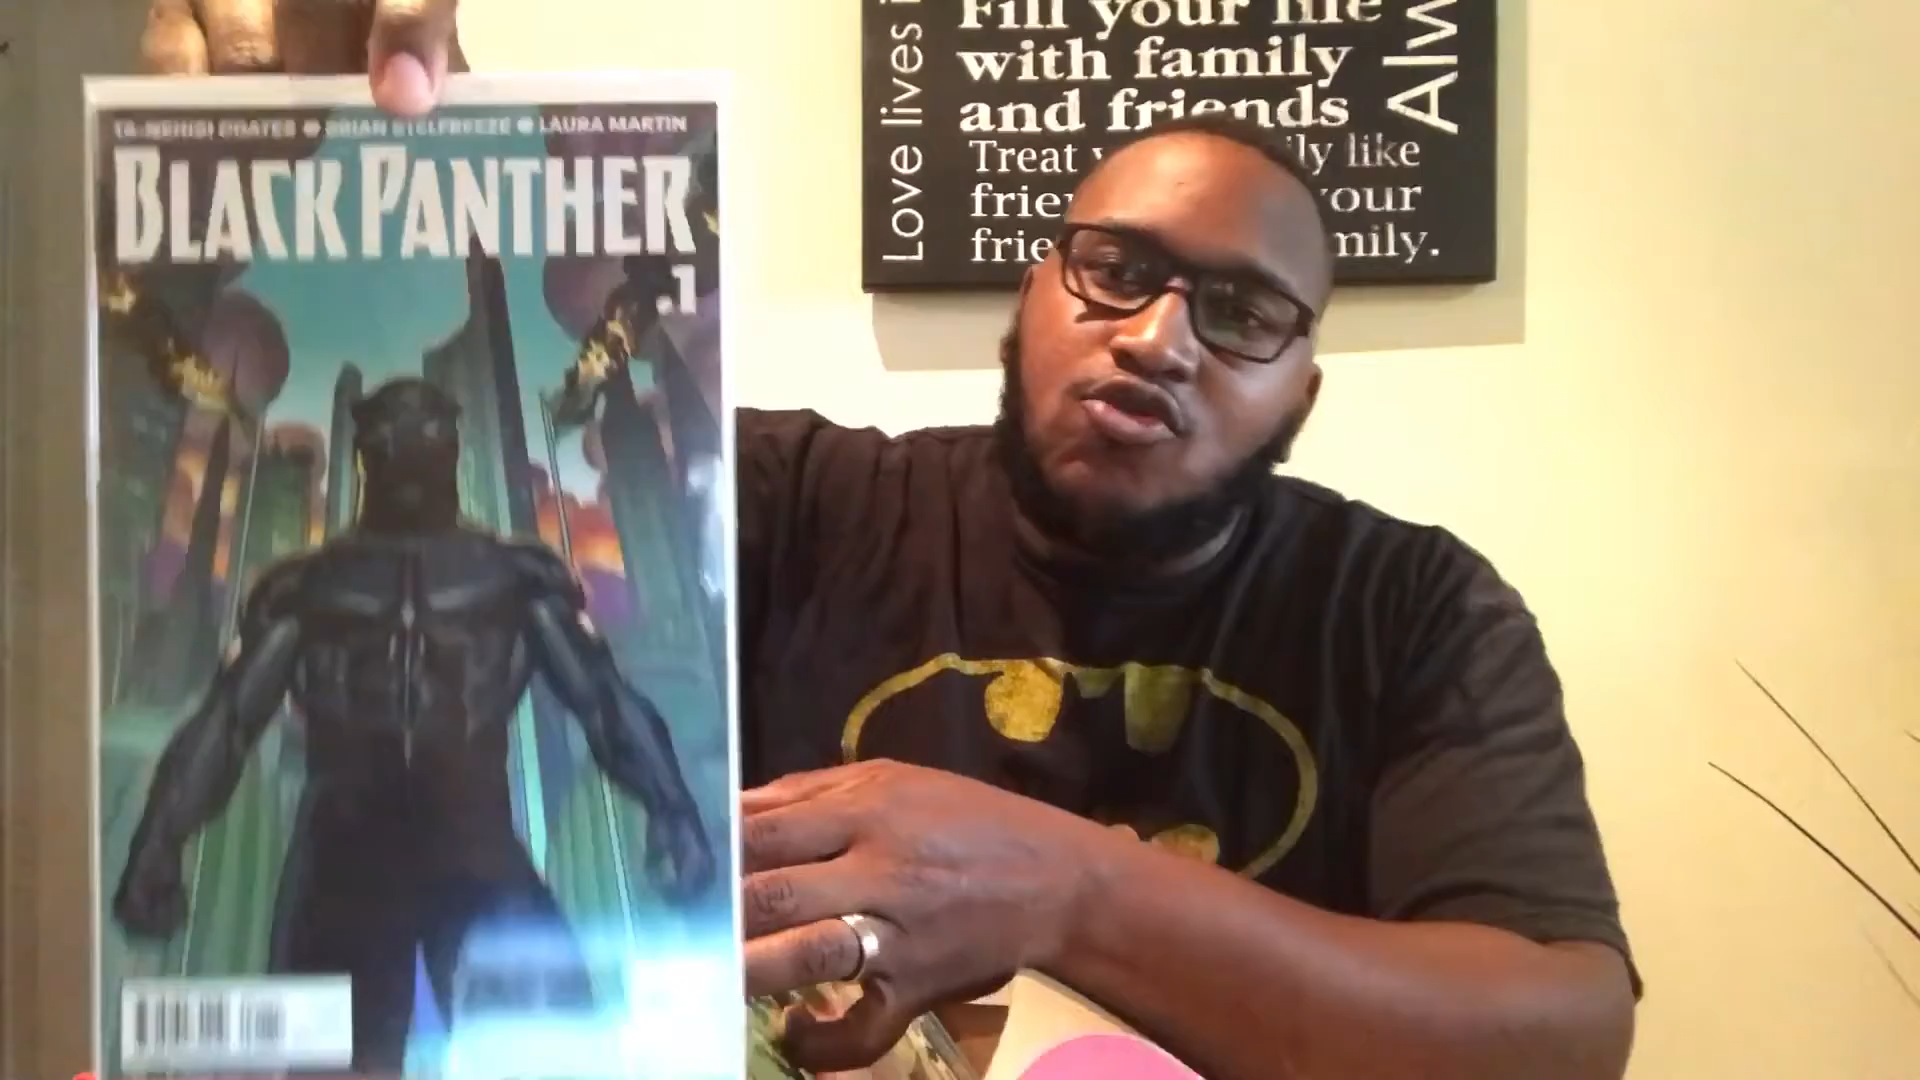 TA-NEHISI COATES ● BRIAN STELFREEZE ● LAURA MARTIN
BLACK PANTHER
.1
Love lives i
Fill your life
with family
and friends
Treat y ily like
frie your
frie mily.
Alw